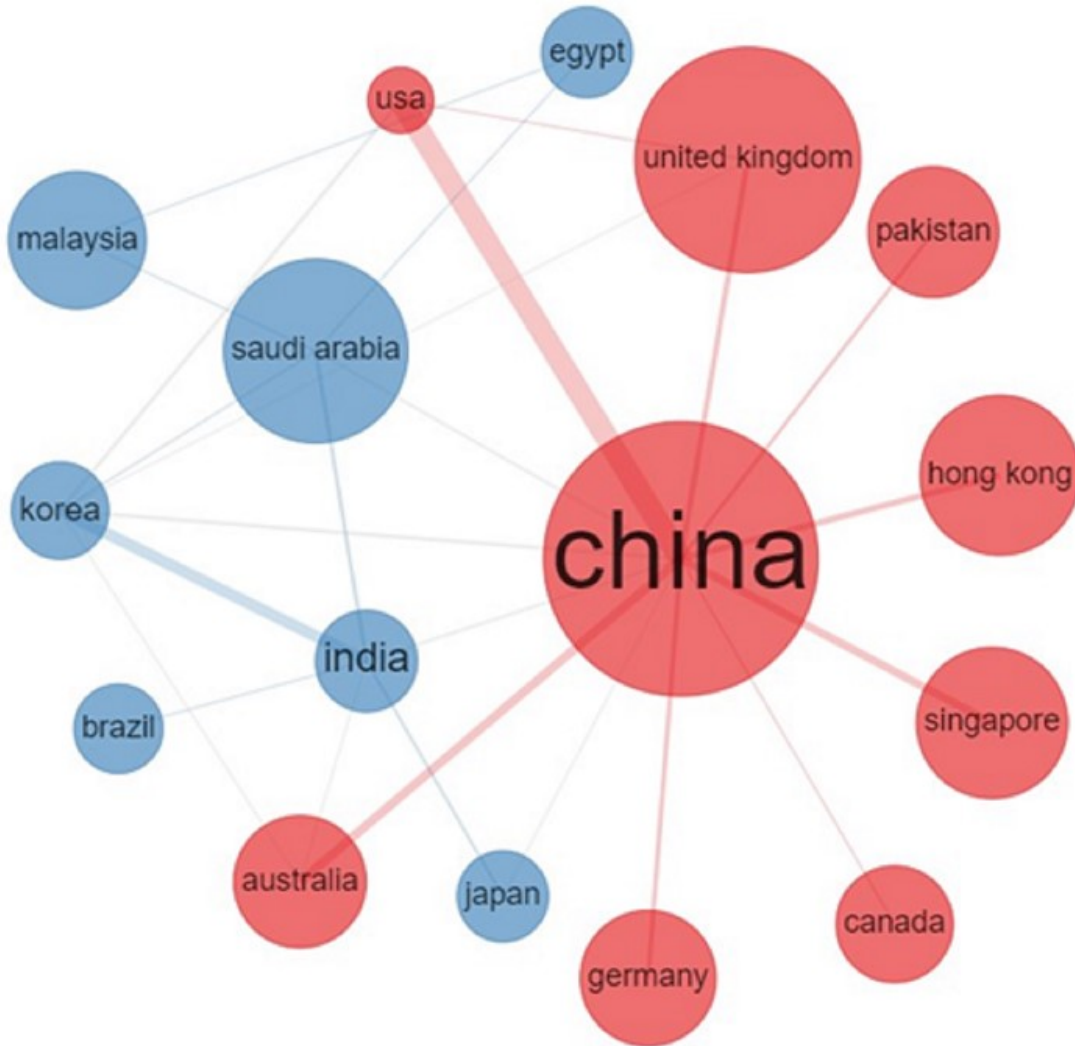 egypt
usa
united kingdom
pakistan
malaysia
saudi arabia
hong kong
korea
china
india
singapore
brazil
australia
japan
canada
germany